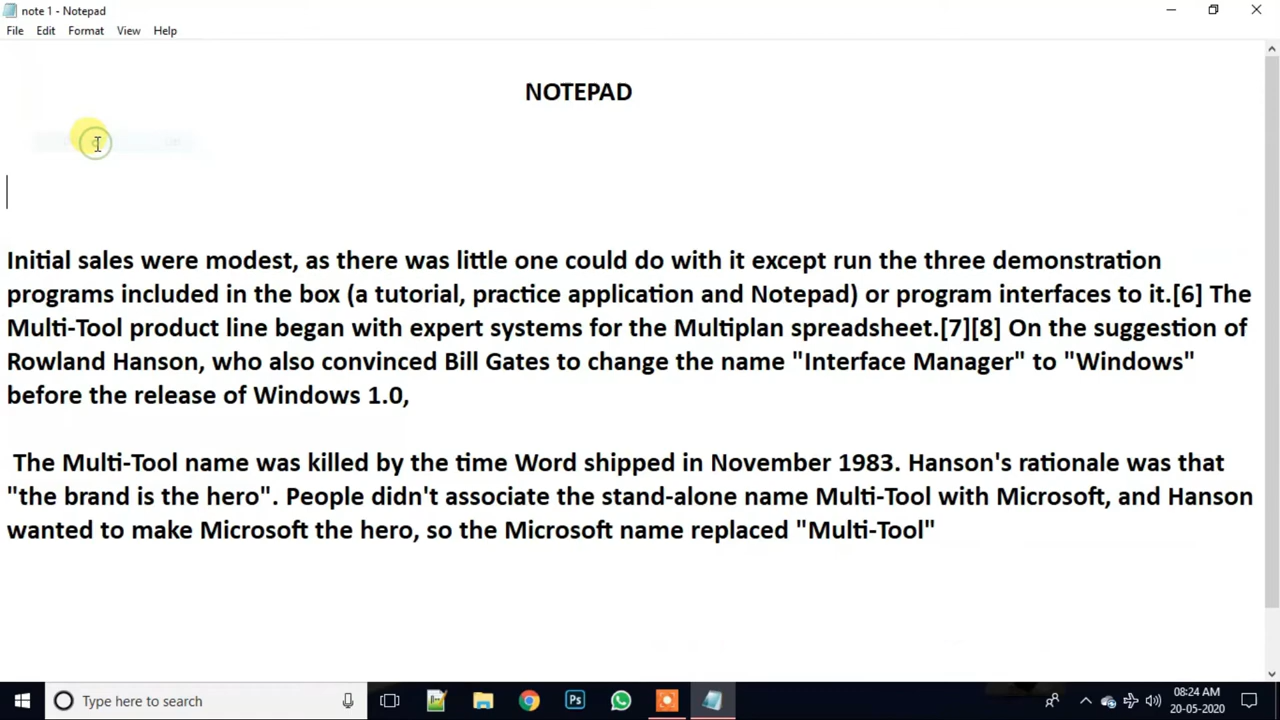 note 1 - Notepad
File Edit Format View Help
NOTEPAD
Initial sales were modest, as there was little one could do with it except run the three demonstration
programs included in the box (a tutorial, practice application and Notepad) or program interfaces to it.[6] The
Multi-Tool product line began with expert systems for the Multiplan spreadsheet.[7][8] On the suggestion of
Rowland Hanson, who also convinced Bill Gates to change the name "Interface Manager" to "Windows"
before the release of Windows 1.0,
The Multi-Tool name was killed by the time Word shipped in November 1983. Hanson's rationale was that
"the brand is the hero". People didn't associate the stand-alone name Multi-Tool with Microsoft, and Hanson
wanted to make Microsoft the hero, so the Microsoft name replaced "Multi-Tool"
Type here to search
Ps
08:24 AM
20-05-2020